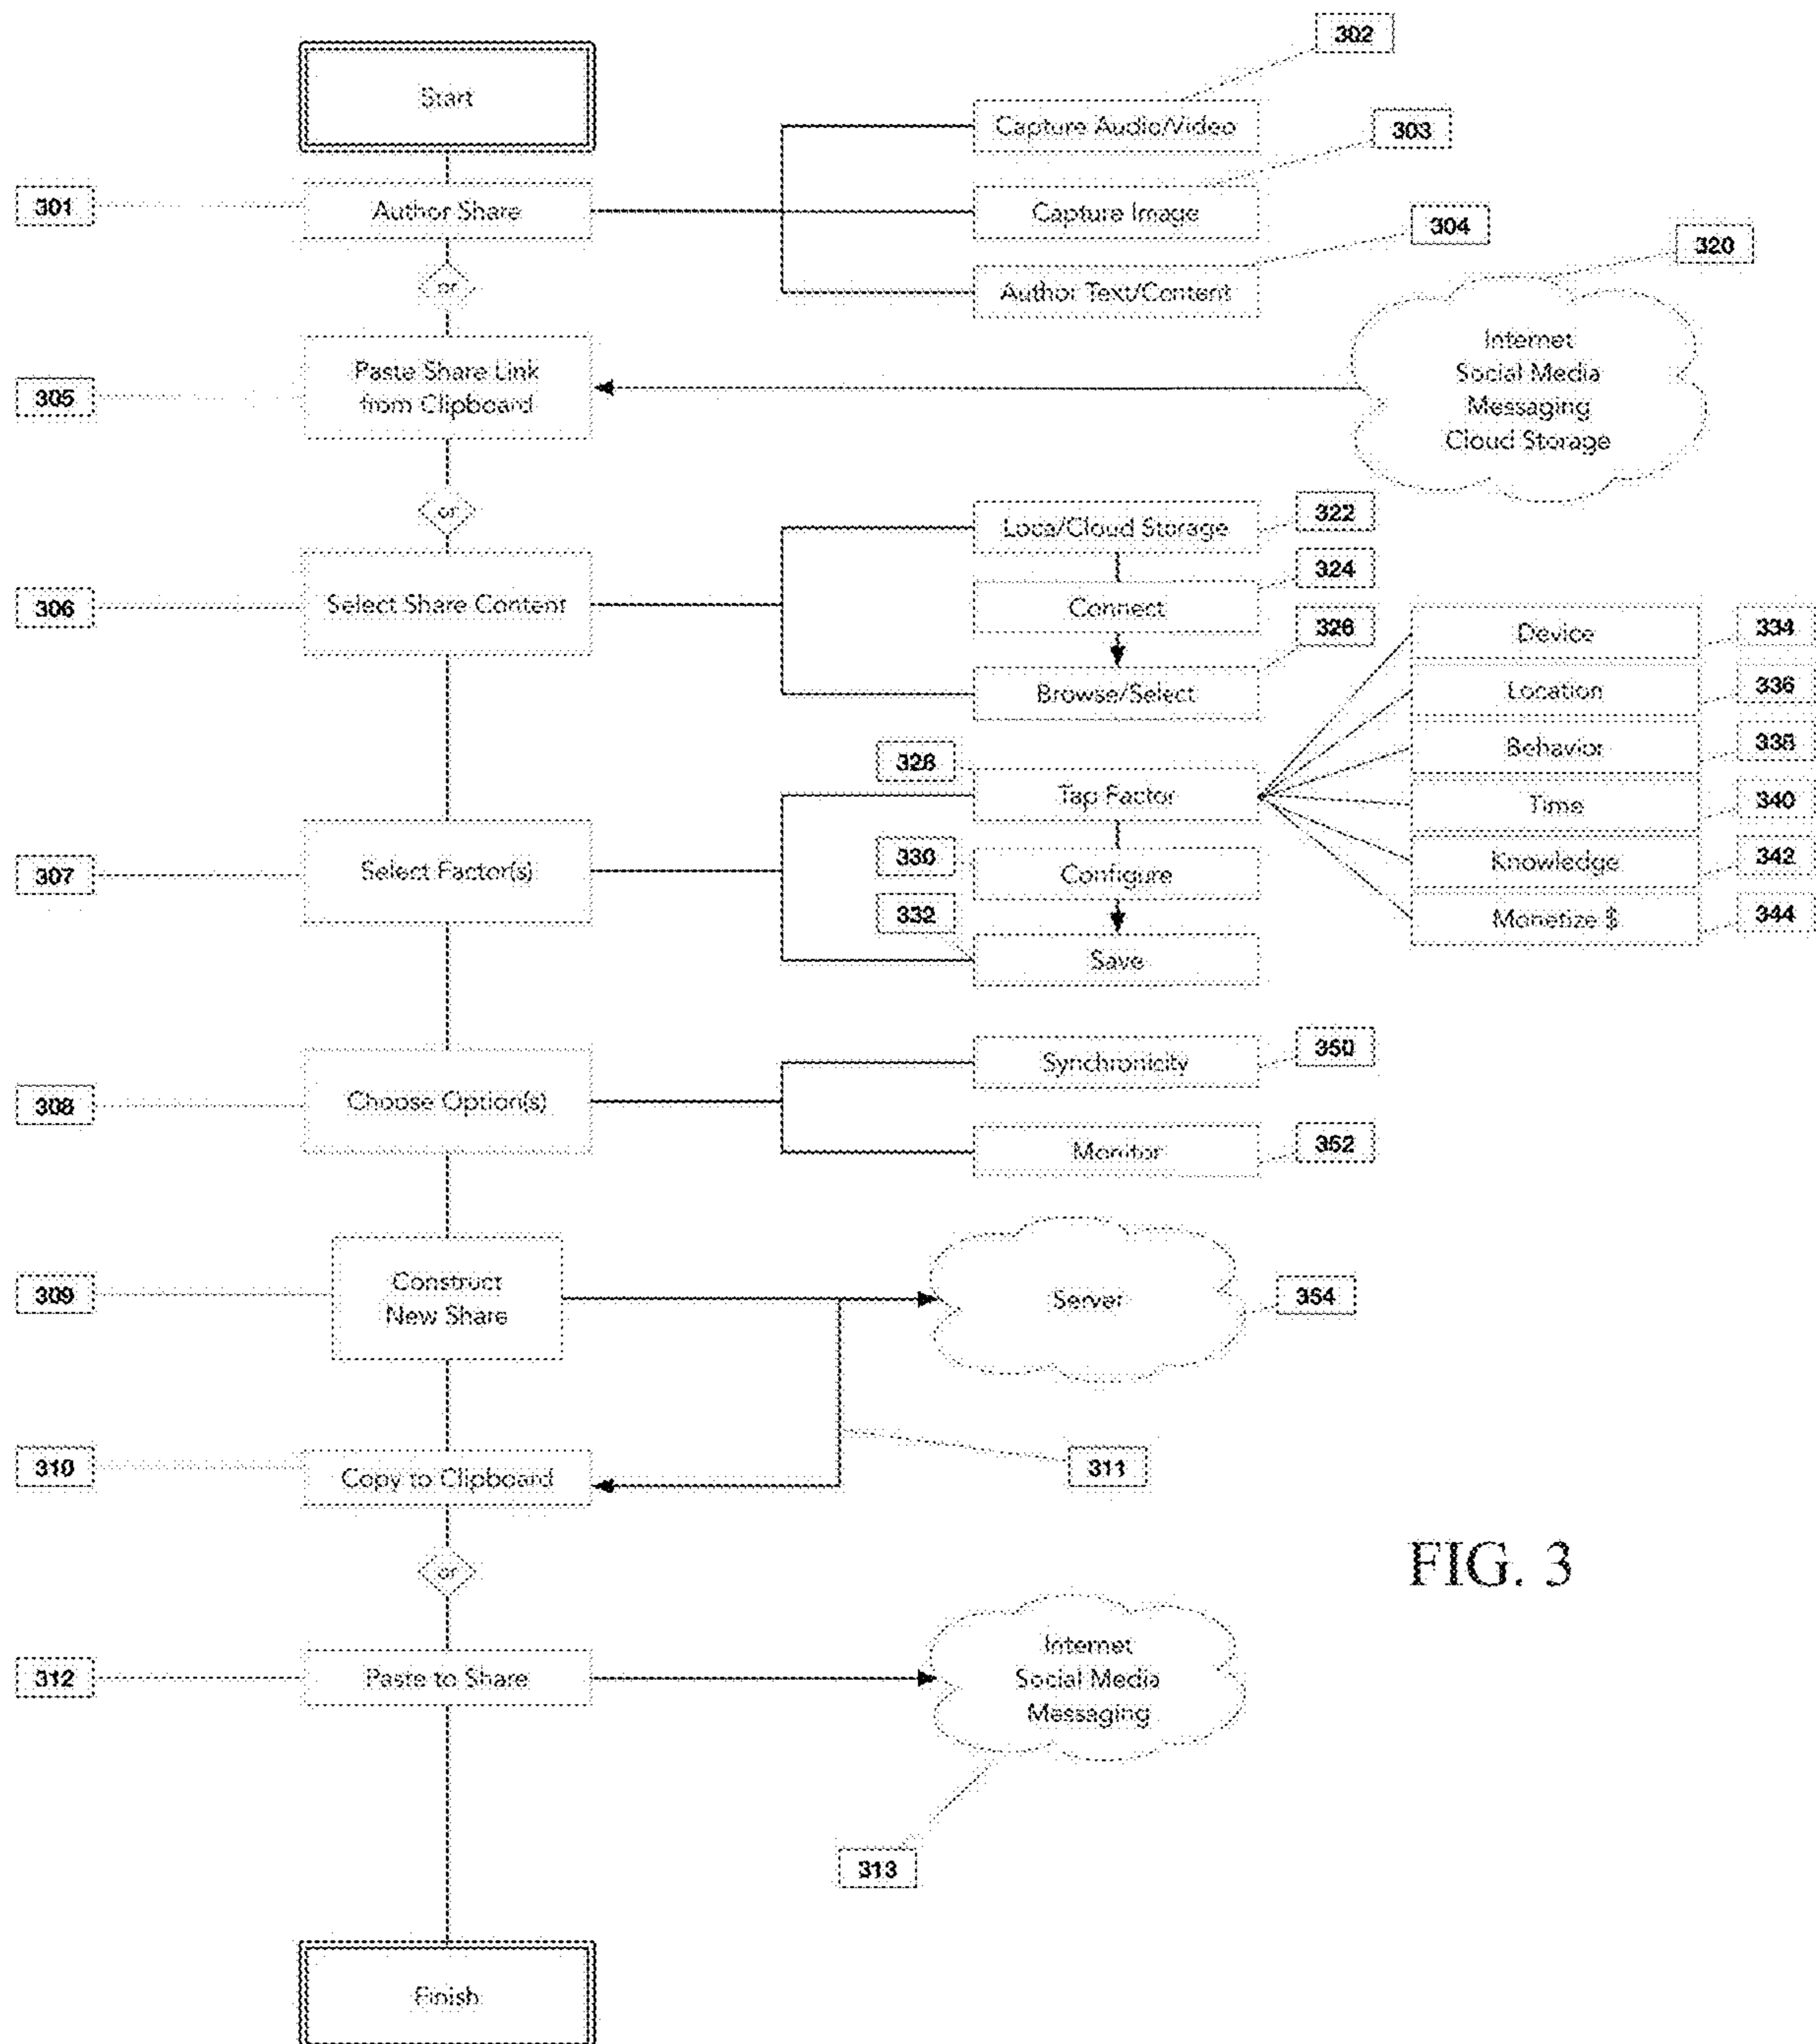 302
Start
Capture Audio/Video
303
301
Author Share
Capture Image
304
320
or
Author Text/Content
Internet
Social Media
Messaging
Cloud Storage
305
Paste Share Link
from Clipboard
or
Loca/Cloud Storage
322
324
306
Select Share Content
Connect
326
Device
334
Browse/Select
Location
336
328
Behavior
338
Tap Factor
Time
340
330
Configure
Knowledge
342
307
Select Factor(s)
332
Monetize $
344
Save
Synchronicity
350
308
Choose Option(s)
Monitor
352
309
Construct
New Share
Server
354
310
Copy to Clipboard
311
FIG. 3
or
312
Paste to Share
Internet
Social Media
Messaging
313
Finish